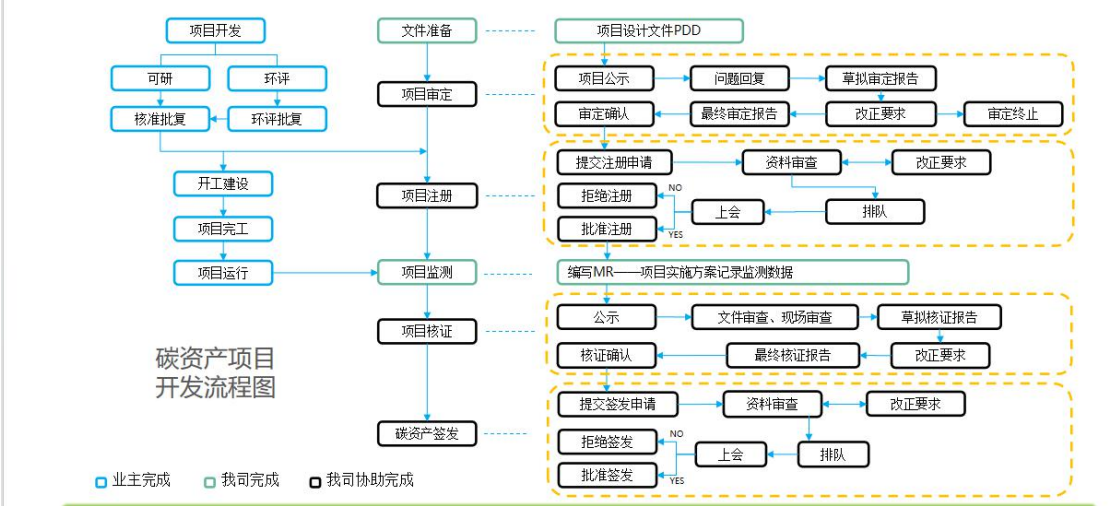 项目开发
文件准备
项目设计文件PDD
可研
环评
项目审定
项目公示
问题回复
草拟审定报告
核准批复
环评批复
审定确认
最终审定报告
改正要求
审定终止
开工建设
项目注册
提交注册申请
资料审查
改正要求
拒绝注册
NO
上会
排队
项目完工
批准注册
YES
项目运行
项目监测
编写MR——项目实施方案记录监测数据
项目核证
公示
文件审查、现场审查
草拟核证报告
核证确认
最终核证报告
改正要求
碳资产项目
开发流程图
碳资产签发
提交签发申请
资料审查
改正要求
拒绝签发
NO
上会
排队
批准签发
YES
业主完成
我司完成
我司协助完成